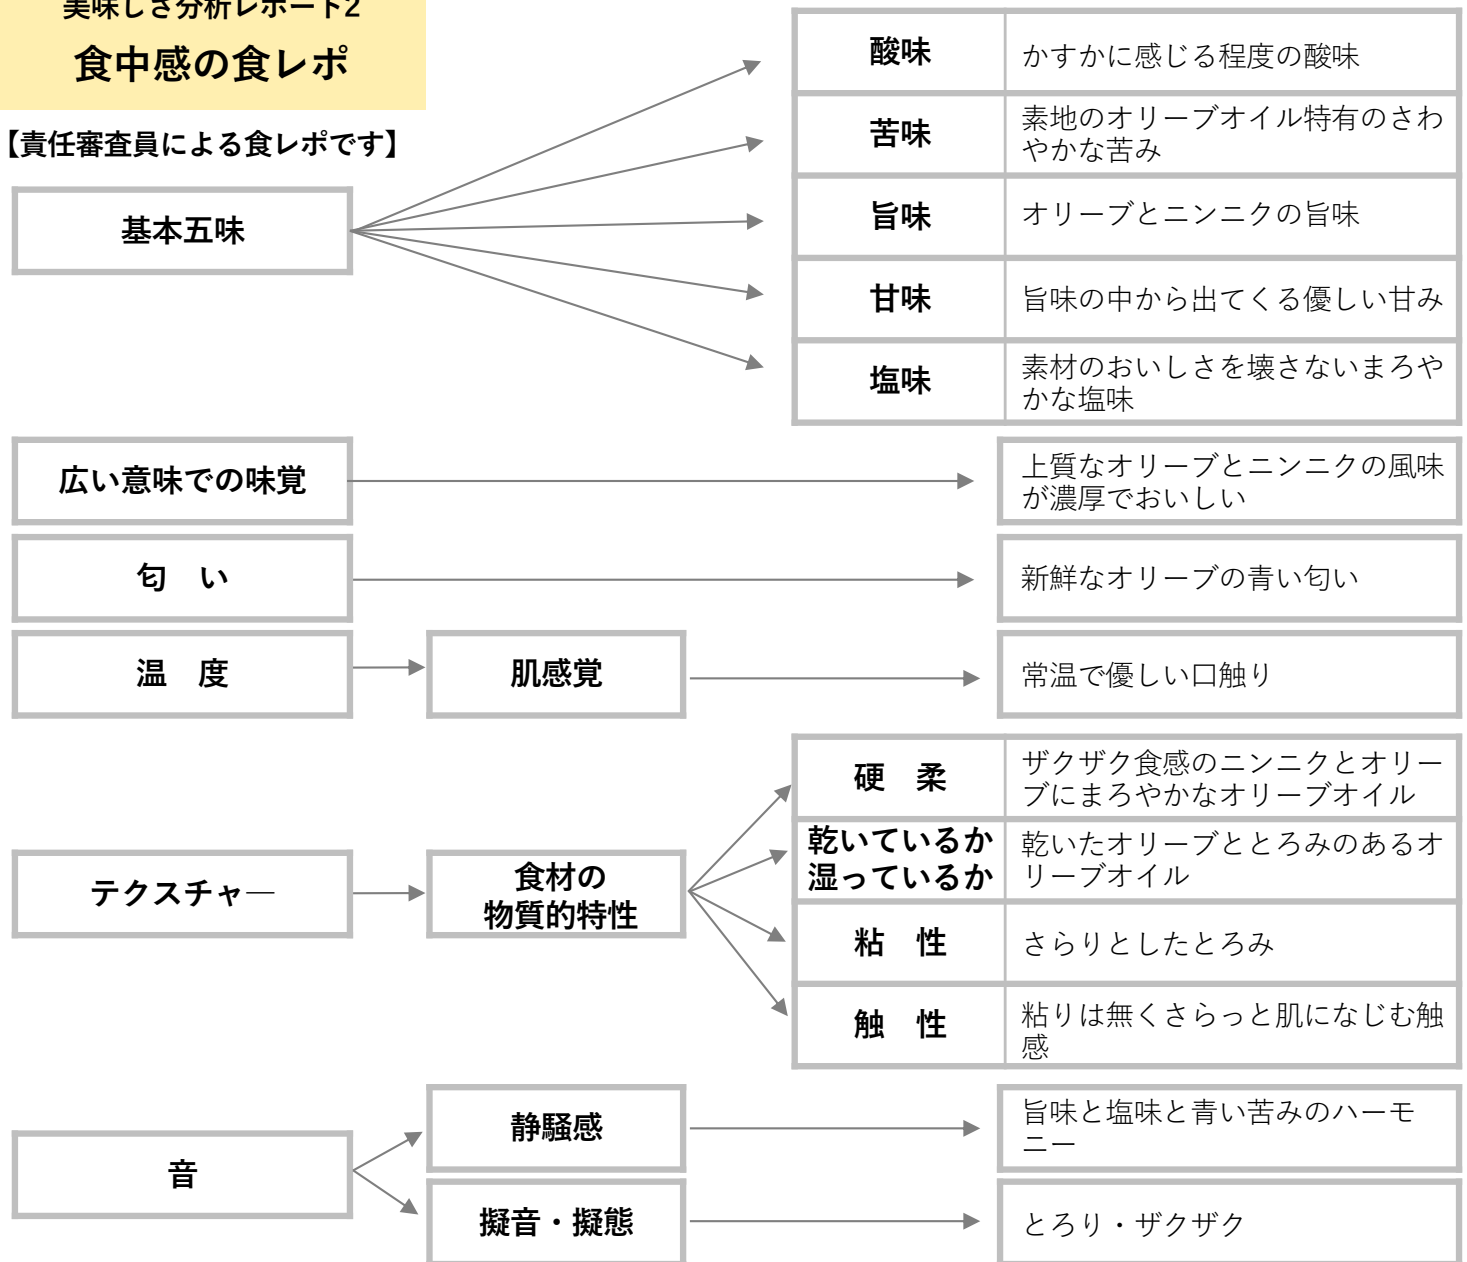 美味しさ分析レポート2
食中感の食レポ
【責任審査員による食レポです】
基本五味
酸味
かすかに感じる程度の酸味
苦味
素地のオリーブオイル特有のさわ
やかな苦み
旨味
オリーブとニンニクの旨味
甘味
旨味の中から出てくる優しい甘み
塩味
素材のおいしさを壊さないまろや
かな塩味
広い意味での味覚
上質なオリーブとニンニクの風味
が濃厚でおいしい
匂　い
新鮮なオリーブの青い匂い
温　度
肌感覚
常温で優しい口触り
テクスチャ―
食材の
物質的特性
硬　柔
ザクザク食感のニンニクとオリー
ブにまろやかなオリーブオイル
乾いているか
湿っているか
乾いたオリーブととろみのあるオ
リーブオイル
粘　性
さらりとしたとろみ
触　性
粘りは無くさらっと肌になじむ触
感
音
静騒感
旨味と塩味と青い苦みのハーモ
ニー
擬音・擬態
とろり・ザクザク